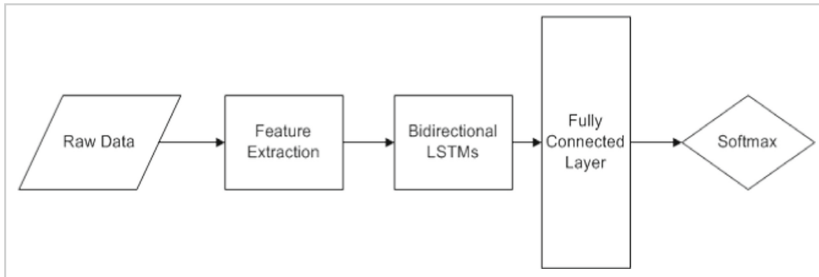 Raw Data
Feature
Extraction
Bidirectional
LSTMs
Fully
Connected
Layer
Softmax